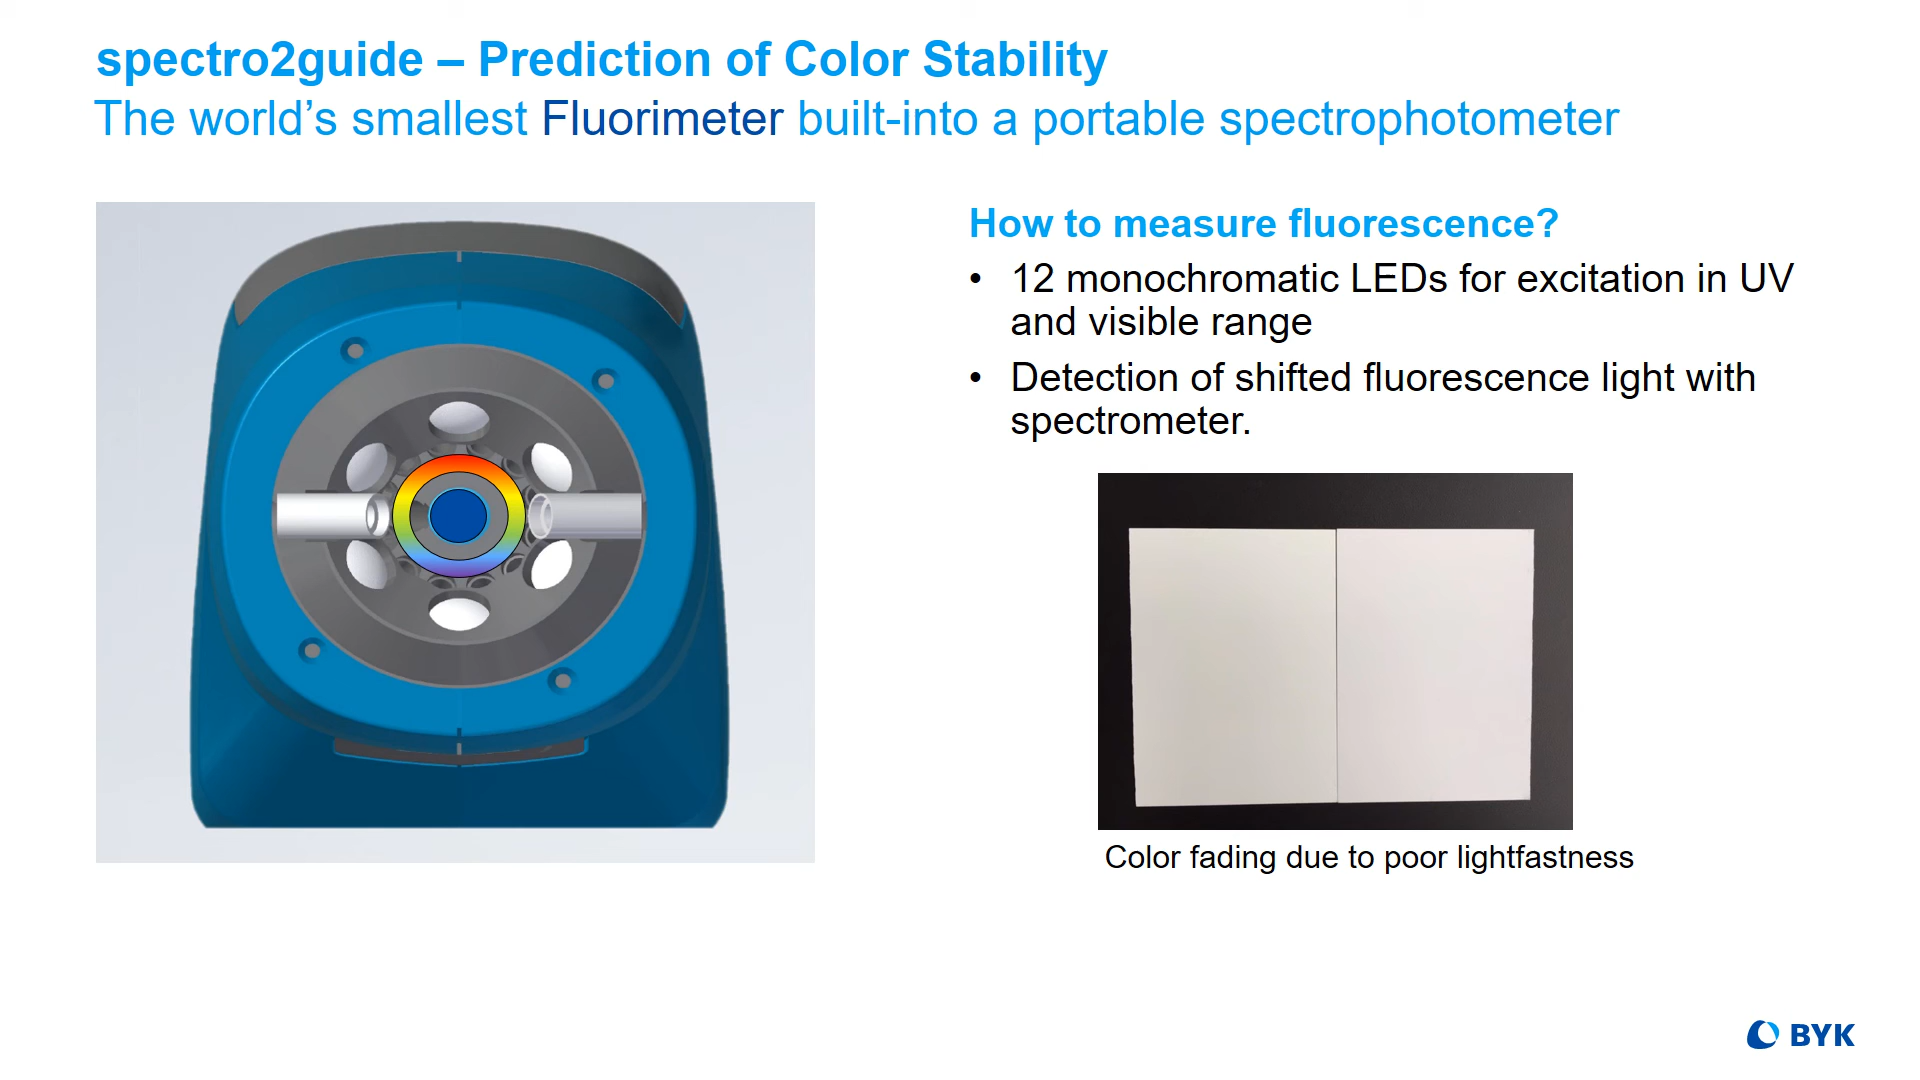 spectro2guide – Prediction of Color Stability
The world’s smallest Fluorimeter built-into a portable spectrophotometer
How to measure fluorescence?
• 12 monochromatic LEDs for excitation in UV
and visible range
• Detection of shifted fluorescence light with
spectrometer.
Color fading due to poor lightfastness
BYK